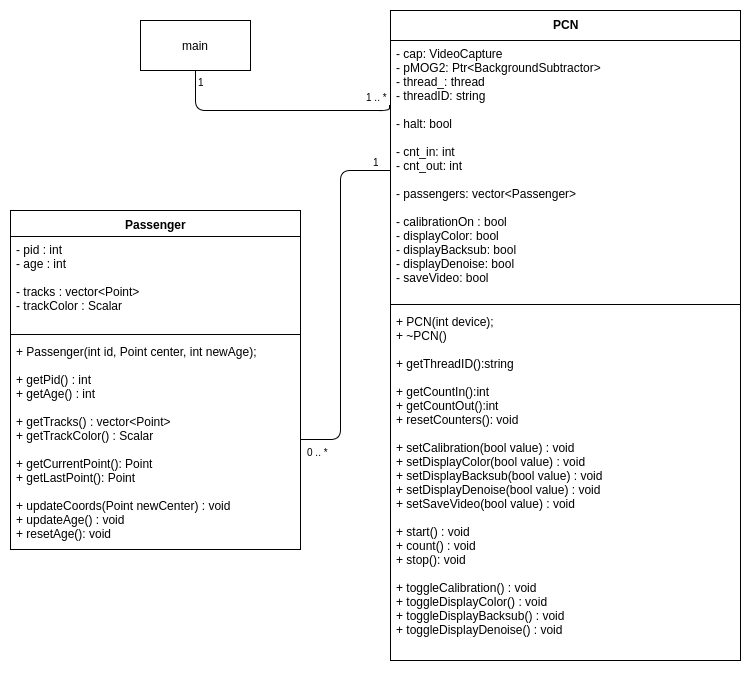 main
1
1 .. *
PCN
- cap: VideoCapture
- pMOG2: Ptr<BackgroundSubtractor>
- thread_: thread
- threadID: string
- halt: bool
- cnt_in: int
- cnt_out: int
- passengers: vector<Passenger>
- calibrationOn : bool
- displayColor: bool
- displayBacksub: bool
- displayDenoise: bool
- saveVideo: bool
+ PCN(int device);
+ ~PCN()
+ getThreadID():string
+ getCountIn():int
+ getCountOut():int
+ resetCounters(): void
+ setCalibration(bool value) : void
+ setDisplayColor(bool value) : void
+ setDisplayBacksub(bool value) : void
+ setDisplayDenoise(bool value) : void
+ setSaveVideo(bool value) : void
+ start() : void
+ count() : void
+ stop(): void
+ toggleCalibration() : void
+ toggleDisplayColor() : void
+ toggleDisplayBacksub() : void
+ toggleDisplayDenoise() : void
1
0 .. *
Passenger
- pid : int
- age : int
- tracks : vector<Point>
- trackColor : Scalar
+ Passenger(int id, Point center, int newAge);
+ getPid() : int
+ getAge() : int
+ getTracks() : vector<Point>
+ getTrackColor() : Scalar
+ getCurrentPoint(): Point
+ getLastPoint(): Point
+ updateCoords(Point newCenter) : void
+ updateAge() : void
+ resetAge(): void